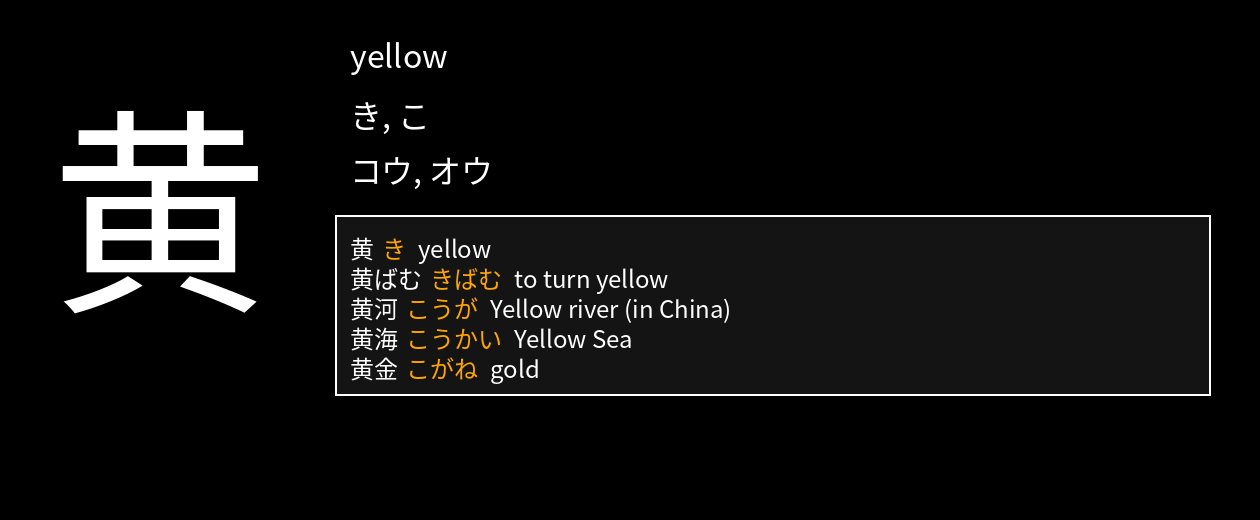 黄
yellow
き, こ
コウ, オウ
黄 き yellow
黄ばむ きばむ to turn yellow
黄河 こうが Yellow river (in China)
黄海 こうかい Yellow Sea
黄金 こがね gold